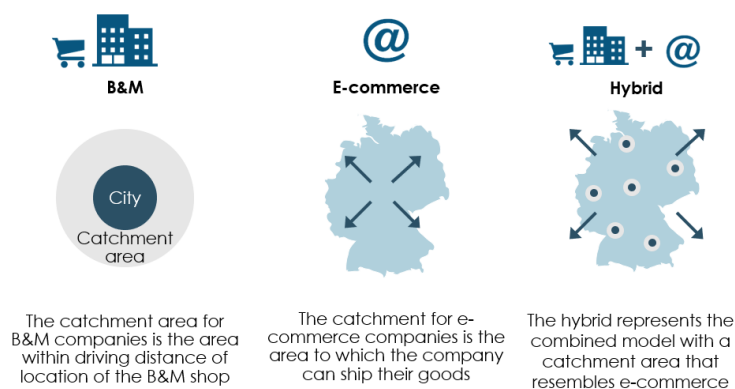 @
+ @
B&M
E-commerce
Hybrid
City
Catchment
area
The catchment area for
B&M companies is the area
within driving distance of
location of the B&M shop
The catchment for e-
commerce companies is the
area to which the company
can ship their goods
The hybrid represents the
combined model with a
catchment area that
resembles e-commerce